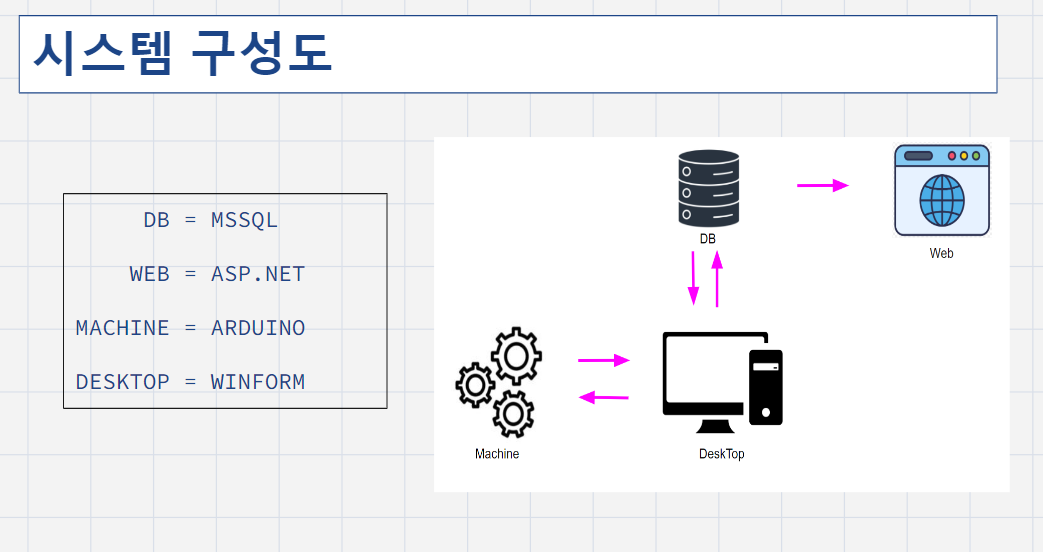 시스템 구성도
DB = MSSQL
WEB = ASP.NET
MACHINE = ARDUINO
DESKTOP = WINFORM
DB
Web
Machine
DeskTop